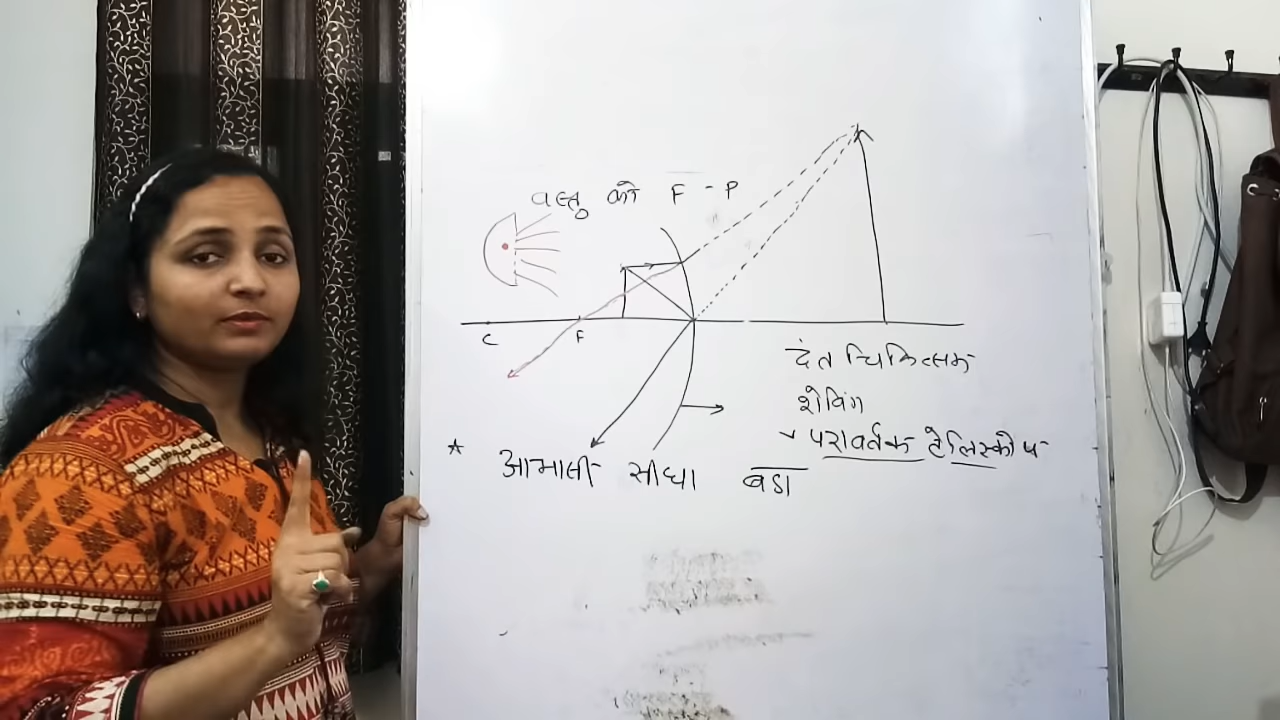 वस्तु को F - P
C F
दंत चिकित्सक
शेविंग
✓ परावर्तक टेलिस्कोप
* आभासी सीधा बडा